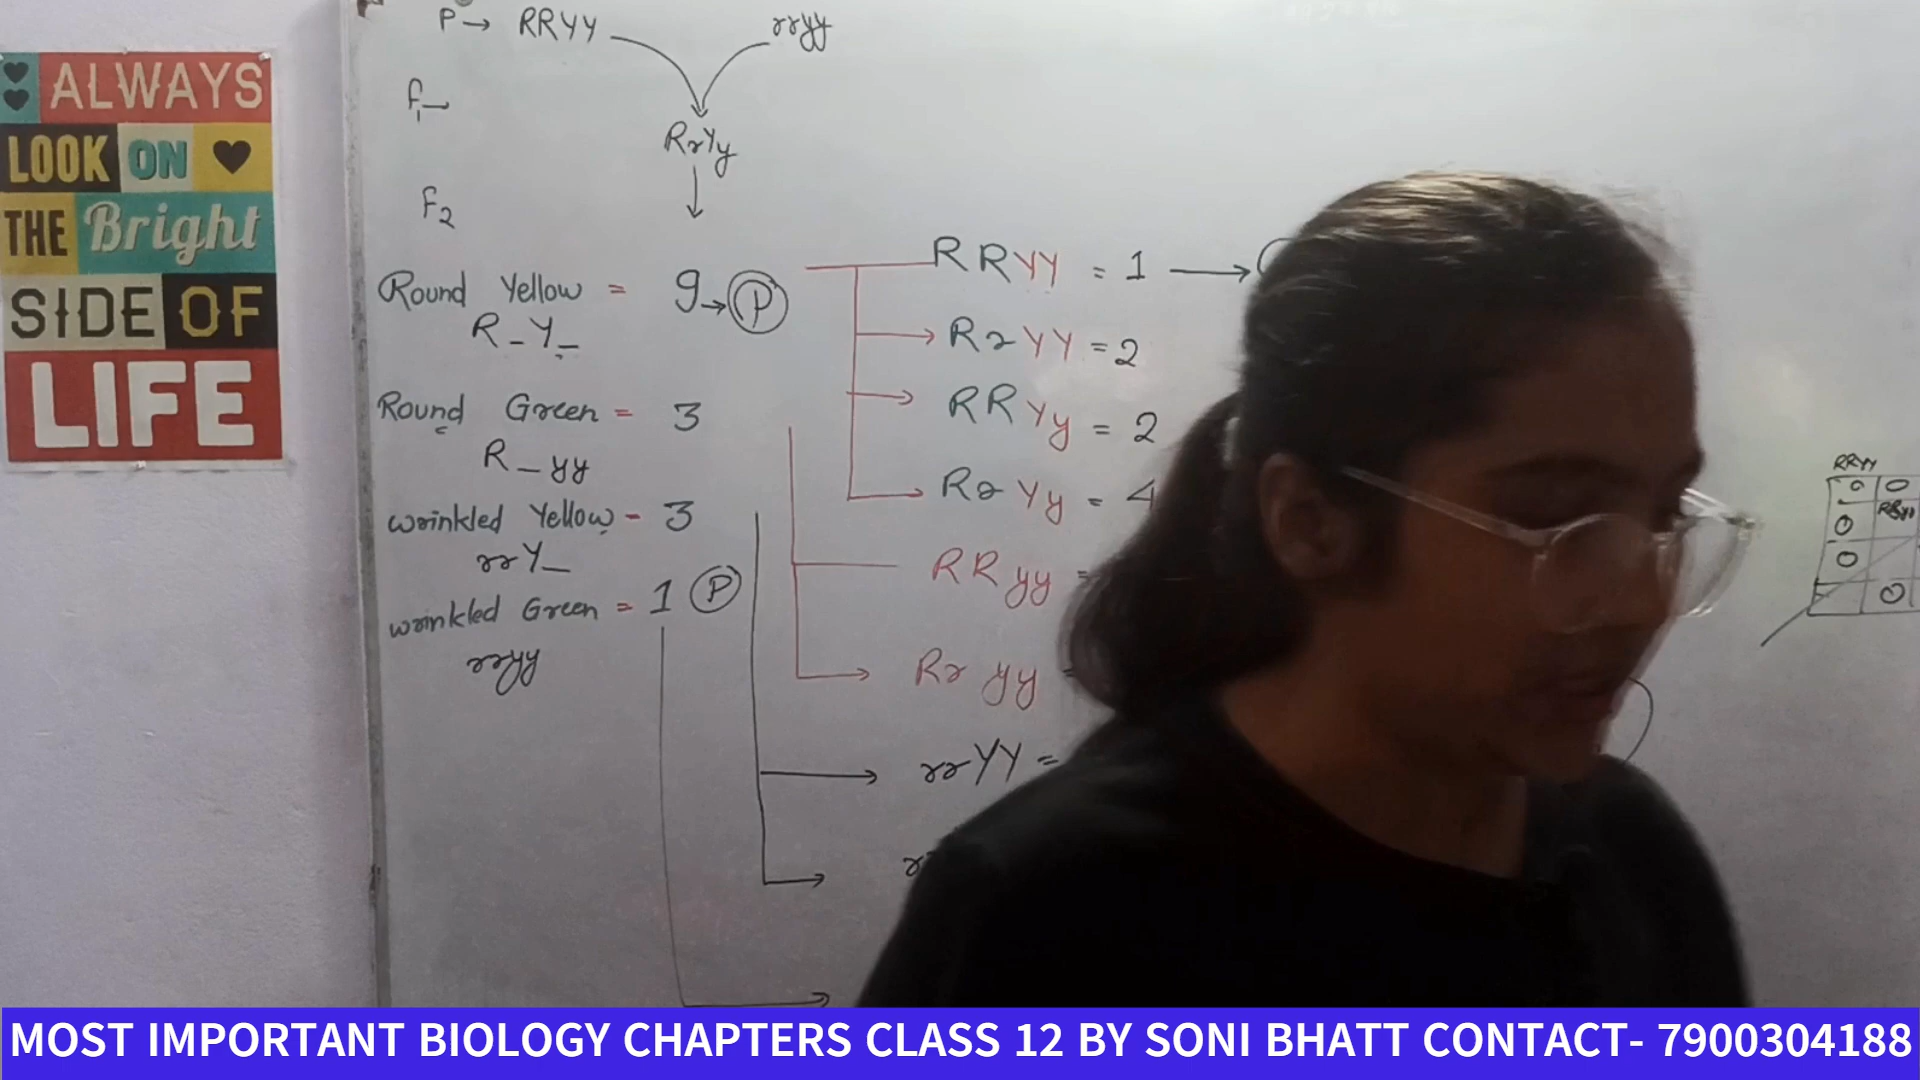 ALWAYS
LOOK ON
THE Bright
SIDE OF
LIFE
P → RRYY rryy
F1 →
RrYy
F2
Round Yellow = 9 → P
R_Y_
Round Green = 3
R_yy
wrinkled Yellow - 3
rrY_
wrinkled Green = 1 P
rryy
RRYY = 1 →
RrYY = 2
RRYy = 2
RrYy = 4
RRyy =
Rryy =
rrYY =
RRYY
MOST IMPORTANT BIOLOGY CHAPTERS CLASS 12 BY SONI BHATT CONTACT- 7900304188